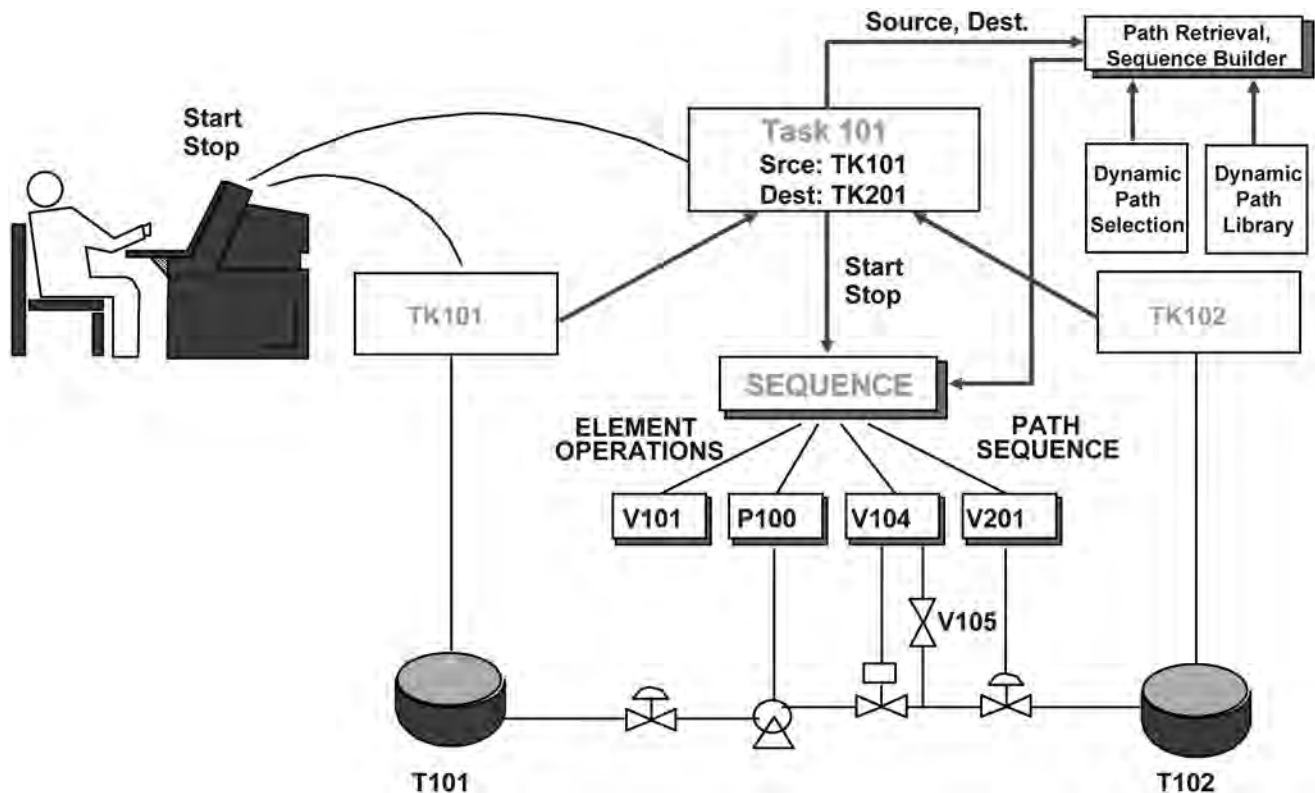 Source, Dest.
Path Retrieval,
Sequence Builder
Start
Stop
Task 101
Srce: TK101
Dest: TK201
Dynamic
Path
Selection
Dynamic
Path
Library
Start
Stop
TK101
TK102
SEQUENCE
ELEMENT
OPERATIONS
PATH
SEQUENCE
V101
P100
V104
V201
V105
T101
T102